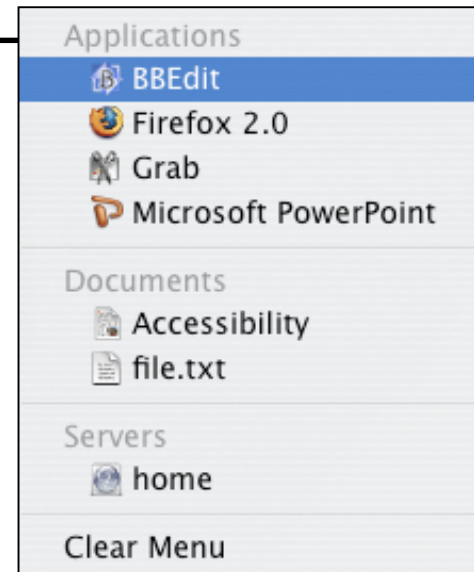 Applications
BBEdit
Firefox 2.0
Grab
Microsoft PowerPoint
Documents
Accessibility
file.txt
Servers
home
Clear Menu